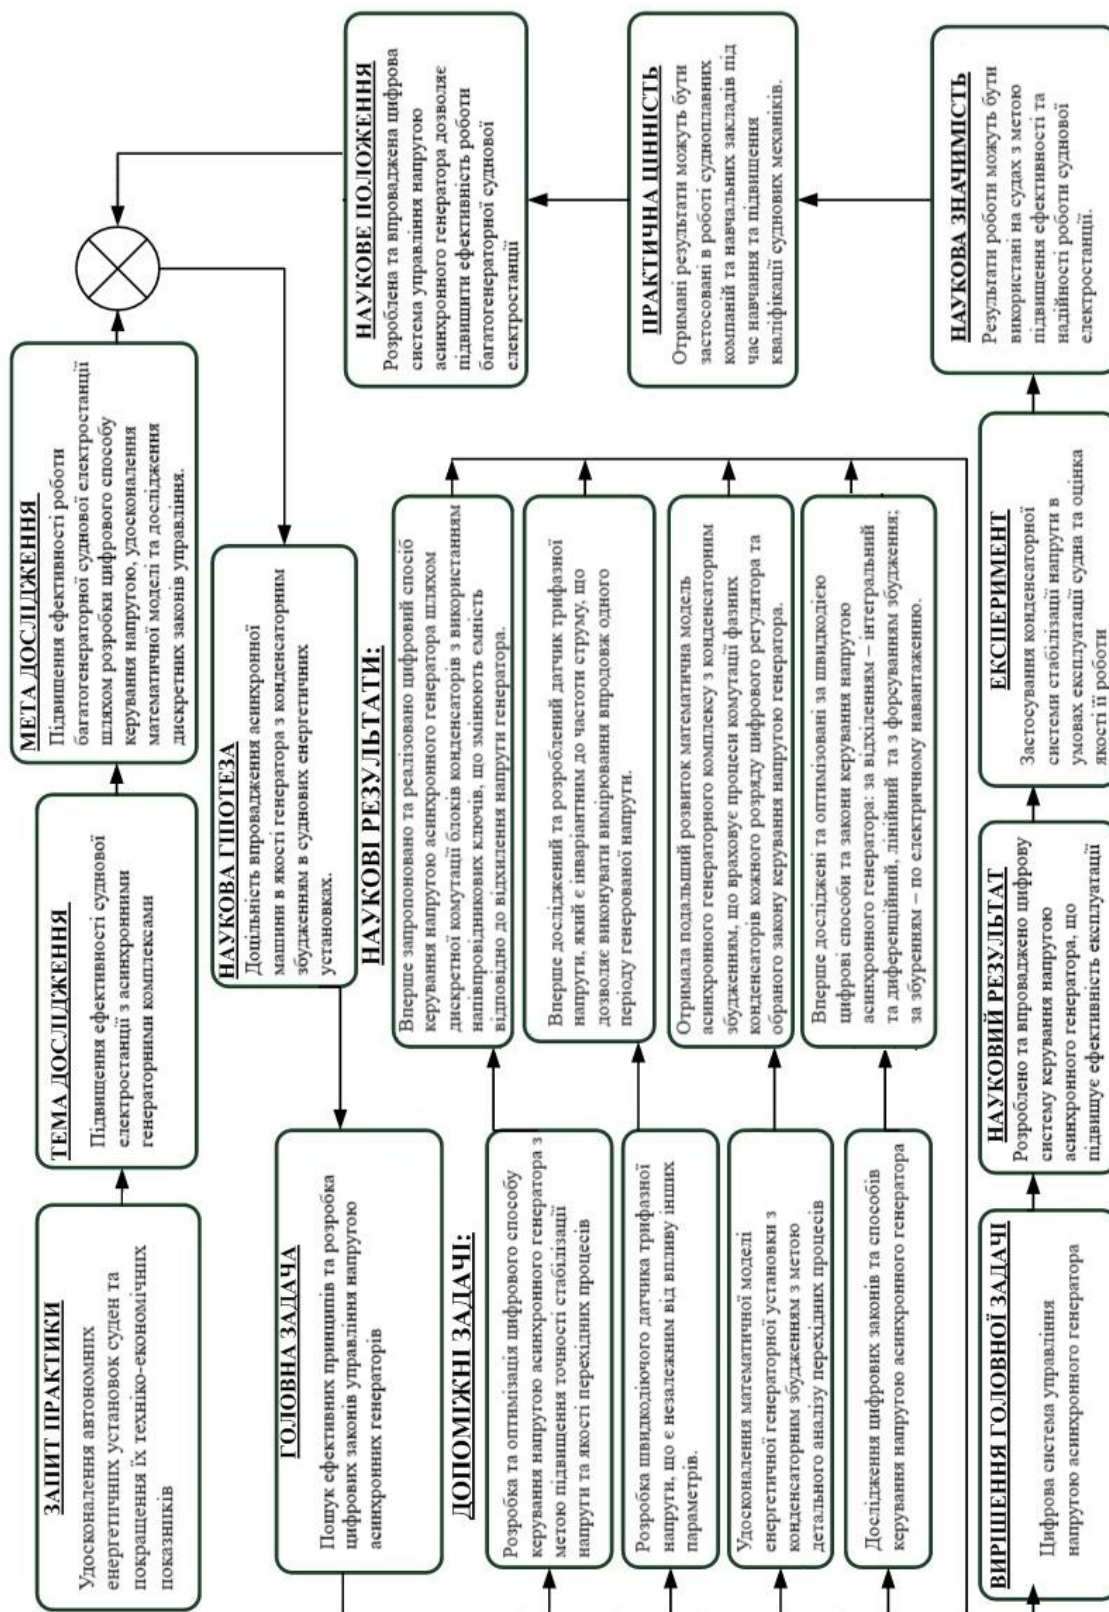 ЗАПИТ ПРАКТИКИ
Удосконалення автономних
енергетичних установок суден та
покращення їх техніко-економічних
показників
ТЕМА ДОСЛІДЖЕННЯ
Підвищення ефективності суднової
електростанції з асинхронними
генераторними комплексами
МЕТА ДОСЛІДЖЕННЯ
Підвищення ефективності роботи
багатогенераторної суднової електростанції
шляхом розробки цифрового способу
керування напругою, удосконалення
математичної моделі та дослідження
дискретних законів управління.
НАУКОВА ГІПОТЕЗА
Доцільність впровадження асинхронної
машини в якості генератора з конденсаторним
збудженням в суднових енергетичних
установках.
ГОЛОВНА ЗАДАЧА
Пошук ефективних принципів та розробка
цифрових законів управління напругою
асинхронних генераторів
ДОПОМІЖНІ ЗАДАЧІ:
Розробка та оптимізація цифрового способу
керування напругою асинхронного генератора з
метою підвищення точності стабілізації
напруги та якості перехідних процесів
Розробка швидкодіючого датчика трифазної
напруги, що є незалежним від впливу інших
параметрів.
Удосконалення математичної моделі
енергетичної генераторної установки з
конденсаторним збудженням з метою
детального аналізу перехідних процесів
Дослідження цифрових законів та способів
керування напругою асинхронного генератора
НАУКОВІ РЕЗУЛЬТАТИ:
Вперше запропоновано та реалізовано цифровий спосіб
керування напругою асинхронного генератора шляхом
дискретної комутації блоків конденсаторів з використанням
напівпровідникових ключів, що змінюють ємність
відповідно до відхилення напруги генератора.
Вперше досліджений та розроблений датчик трифазної
напруги, який є інваріантним до частоти струму, що
дозволяє виконувати вимірювання впродовж одного
періоду генерованої напруги.
Отримала подальший розвиток математична модель
асинхронного генераторного комплексу з конденсаторним
збудженням, що враховує процеси комутації фазних
конденсаторів кожного розряду цифрового регулятора та
обраного закону керування напругою генератора.
Вперше дослідженi та оптимізовані за швидкодією
цифрові способи та закони керування напругою
асинхронного генератора: за відхіленням – інтегральний
та диференційний, лінійний та з форсуванням збудження;
за збуренням – по електричному навантаженню.
ВИРІШЕННЯ ГОЛОВНОЇ ЗАДАЧІ
Цифрова система управління
напругою асинхронного генератора
НАУКОВИЙ РЕЗУЛЬТАТ
Розроблено та впроваджено цифрову
систему керування напругою
асинхронного генератора, що
підвищує ефективність експлуатації
ЕКСПЕРИМЕНТ
Застосування конденсаторної
системи стабілізації напруги в
умовах експлуатації судна та оцінка
якості її роботи
НАУКОВА ЗНАЧИМІСТЬ
Результати роботи можуть бути
використані на судах з метою
підвищення ефективності та
надійності роботи суднової
електростанції.
ПРАКТИЧНА ЦІННІСТЬ
Отримані результати можуть бути
застосовані в роботі судноплавних
компаній та навчальних закладів під
час навчання та підвищення
кваліфікації суднових механіків.
НАУКОВЕ ПОЛОЖЕННЯ
Розроблена та впроваджена цифрова
система управління напругою
асинхронного генератора дозволяє
підвищити ефективність роботи
багатогенераторної суднової
електростанції